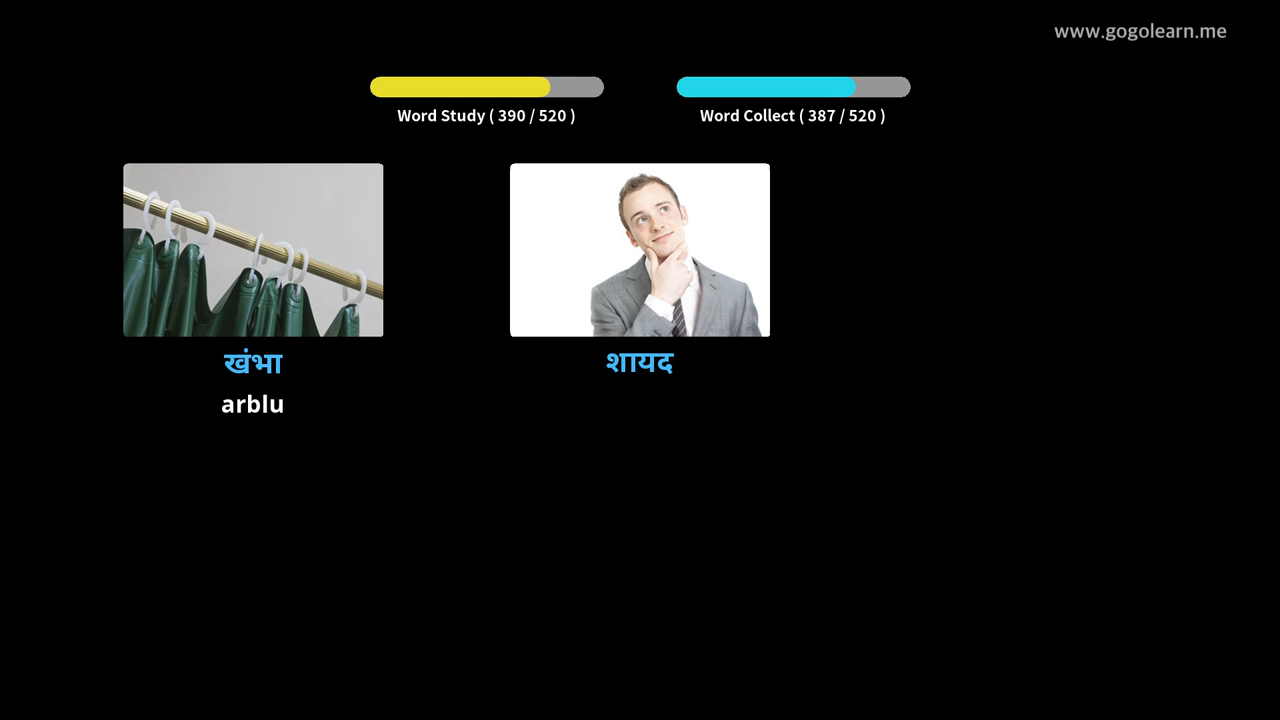 www.gogolearn.me
Word Study ( 390 / 520 )
Word Collect ( 387 / 520 )
खंभा
शायद
arblu